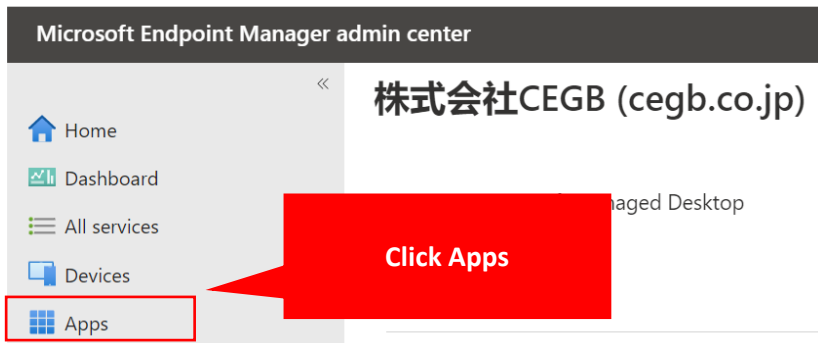 Microsoft Endpoint Manager admin center
«
株式会社CEGB (cegb.co.jp)
Home
Dashboard
All services
Devices
Apps
Desktop
Click Apps